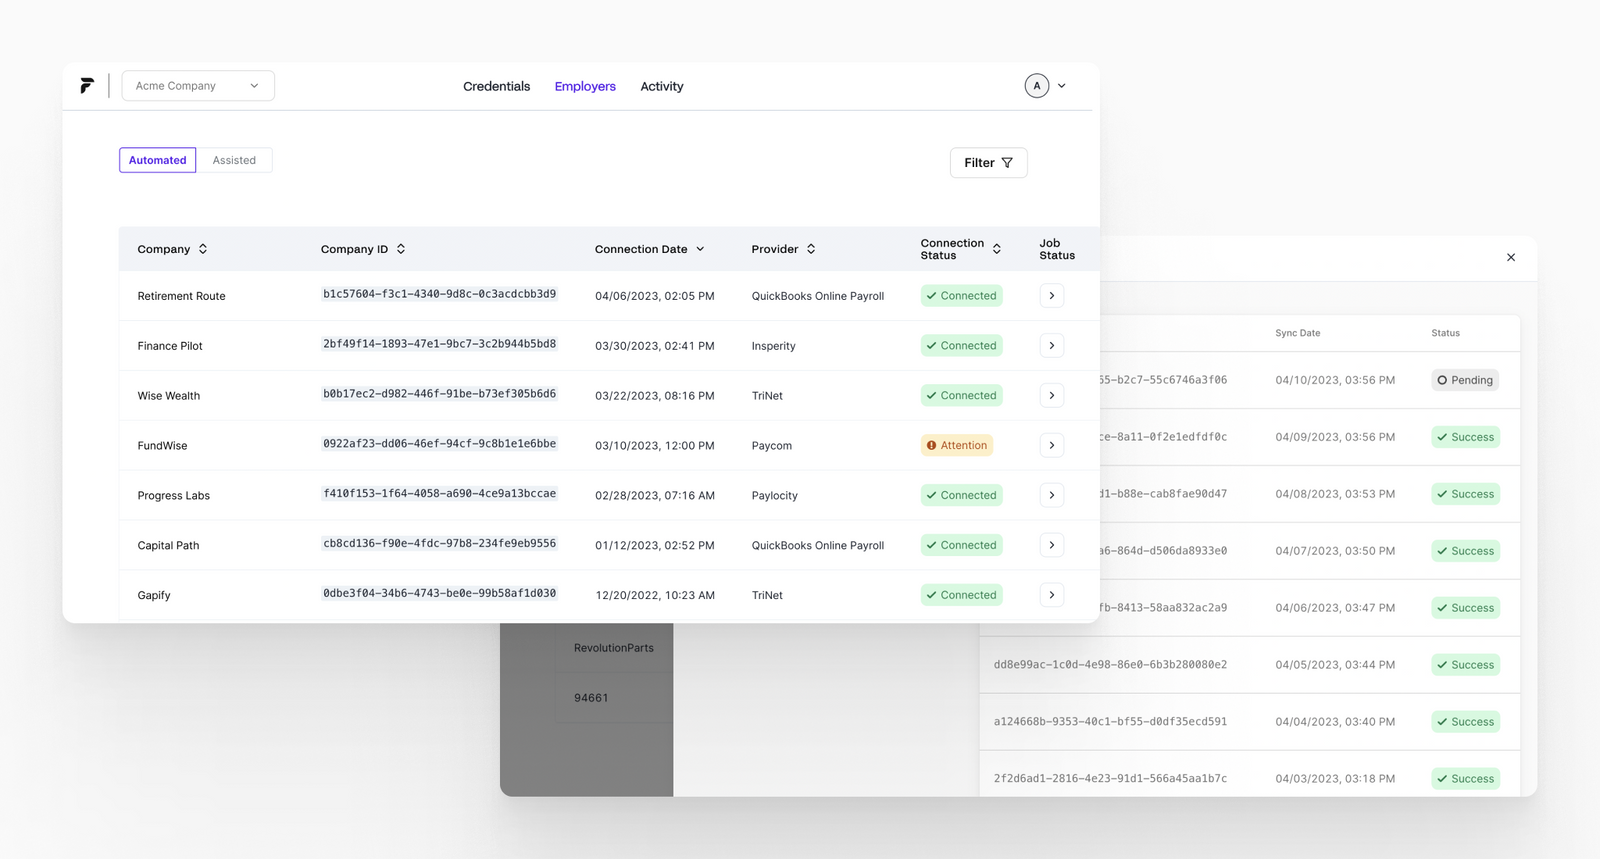 Acme Company
Credentials Employers Activity
A
Automated Assisted
Filter
Company Company ID Connection Date Provider Connection Status Job Status
Retirement Route b1c57604-f3c1-4340-9d8c-0c3acdcbb3d9 04/06/2023, 02:05 PM QuickBooks Online Payroll Connected
Finance Pilot 2bf49f14-1893-47e1-9bc7-3c2b944b5bd8 03/30/2023, 02:41 PM Insperity Connected
Wise Wealth b0b17ec2-d982-446f-91be-b73ef305b6d6 03/22/2023, 08:16 PM TriNet Connected
FundWise 0922af23-dd06-46ef-94cf-9c8b1e1e6bbe 03/10/2023, 12:00 PM Paycom Attention
Progress Labs f410f153-1f64-4058-a690-4ce9a13bccae 02/28/2023, 07:16 AM Paylocity Connected
Capital Path cb8cd136-f90e-4fdc-97b8-234fe9eb9556 01/12/2023, 02:52 PM QuickBooks Online Payroll Connected
Gapify 0dbe3f04-34b6-4743-be0e-99b58af1d030 12/20/2022, 10:23 AM TriNet Connected
RevolutionParts
94661
Sync Date Status
55-b2c7-55c6746a3f06 04/10/2023, 03:56 PM Pending
ce-8a11-0f2e1edfdf0c 04/09/2023, 03:56 PM Success
d1-b88e-cab8fae90d47 04/08/2023, 03:53 PM Success
a6-864d-d506da8933e0 04/07/2023, 03:50 PM Success
fb-8413-58aa832ac2a9 04/06/2023, 03:47 PM Success
dd8e99ac-1c0d-4e98-86e0-6b3b280080e2 04/05/2023, 03:44 PM Success
a124668b-9353-40c1-bf55-d0df35ecd591 04/04/2023, 03:40 PM Success
2f2d6ad1-2816-4e23-91d1-566a45aa1b7c 04/03/2023, 03:18 PM Success